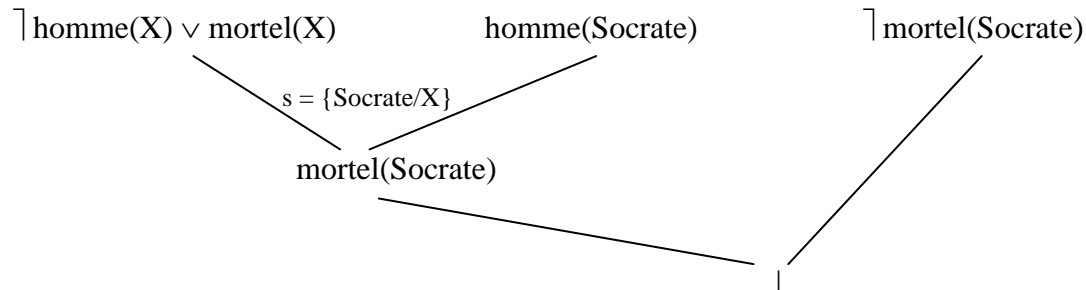 ⏋homme(X) ∨ mortel(X) homme(Socrate) ⏋mortel(Socrate)
s = {Socrate/X}
mortel(Socrate)